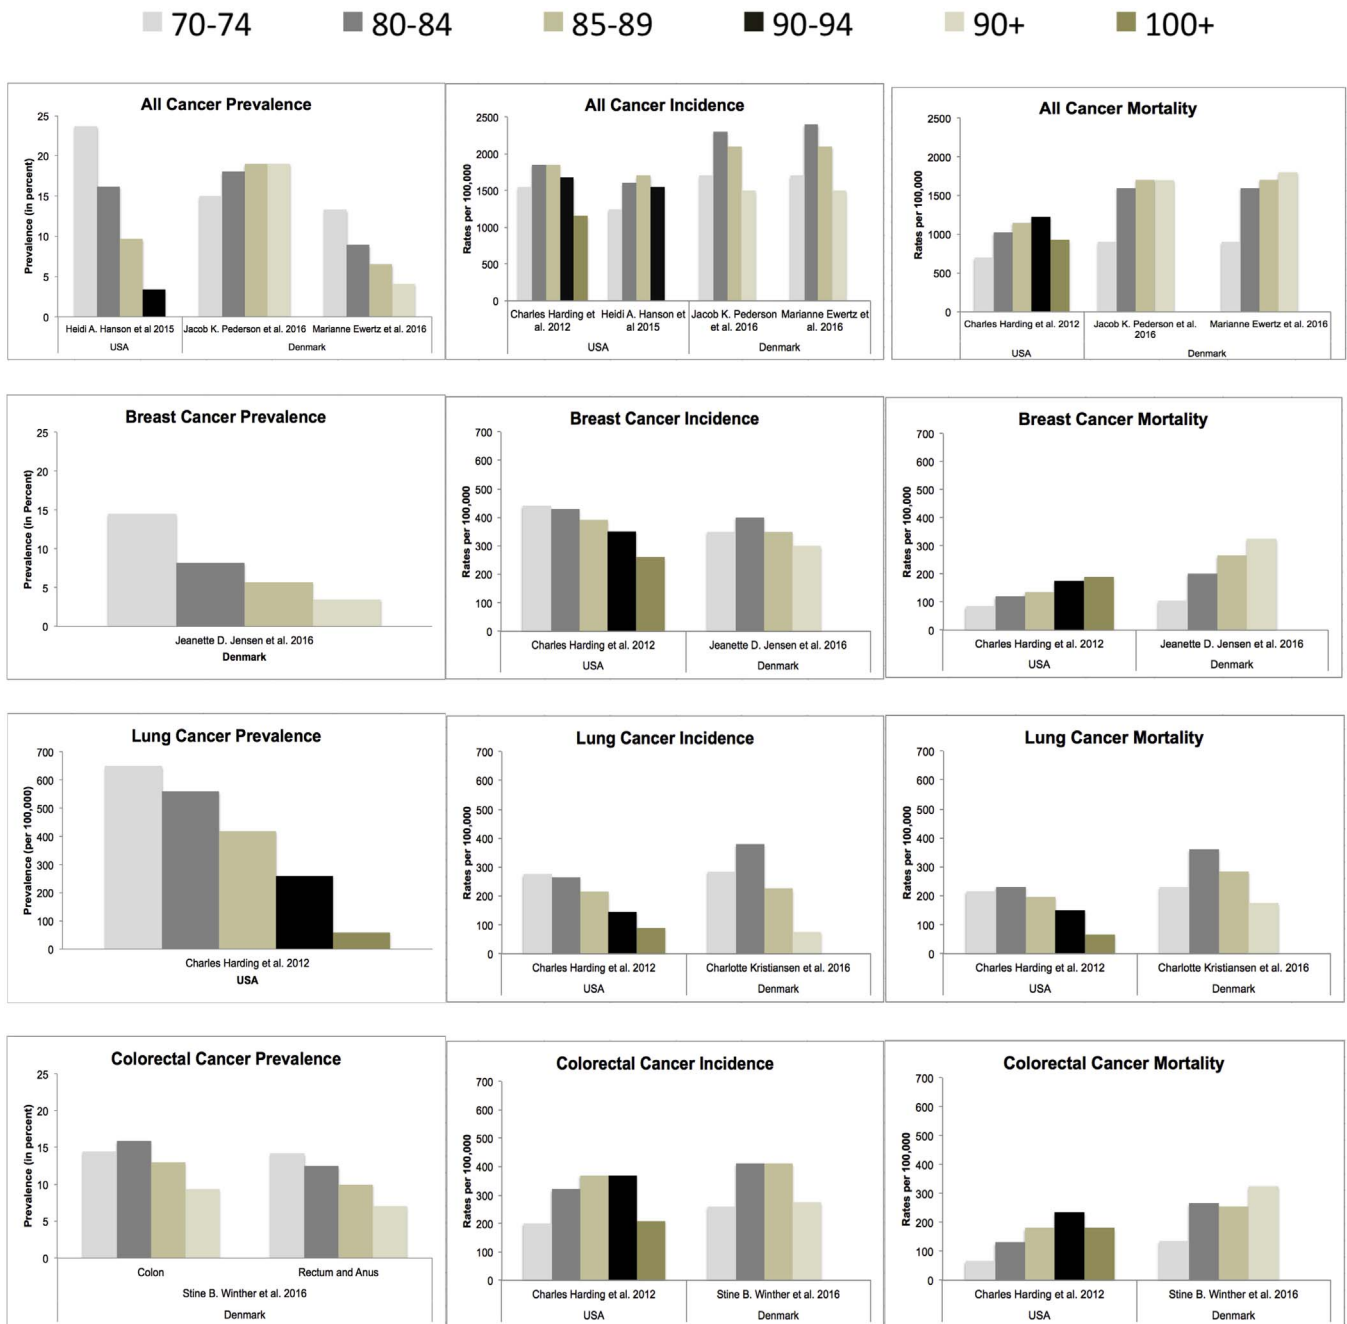 70-74 80-84 85-89 90-94 90+ 100+
All Cancer Prevalence
Prevalence (in percent)
25
20
15
10
5
0
Heidi A. Hanson et al 2015 Jacob K. Pederson et al. 2016 Marianne Ewertz et al. 2016
USA Denmark
All Cancer Incidence
Rates per 100,000
2500
2000
1500
1000
500
0
Charles Harding et al. 2012 Heidi A. Hanson et al 2015 Jacob K. Pederson et al. 2016 Marianne Ewertz et al. 2016
USA Denmark
All Cancer Mortality
Rates per 100,000
2500
2000
1500
1000
500
0
Charles Harding et al. 2012 Jacob K. Pederson et al. 2016 Marianne Ewertz et al. 2016
USA Denmark
Breast Cancer Prevalence
Prevalence (in Percent)
25
20
15
10
5
0
Jeanette D. Jensen et al. 2016
Denmark
Breast Cancer Incidence
Rates per 100,000
700
600
500
400
300
200
100
0
Charles Harding et al. 2012 Jeanette D. Jensen et al. 2016
USA Denmark
Breast Cancer Mortality
Rates per 100,000
700
600
500
400
300
200
100
0
Charles Harding et al. 2012 Jeanette D. Jensen et al. 2016
USA Denmark
Lung Cancer Prevalence
Prevalence (per 100,000)
700
600
500
400
300
200
100
0
Charles Harding et al. 2012
USA
Lung Cancer Incidence
Rates per 100,000
700
600
500
400
300
200
100
0
Charles Harding et al. 2012 Charlotte Kristiansen et al. 2016
USA Denmark
Lung Cancer Mortality
Rates per 100,000
700
600
500
400
300
200
100
0
Charles Harding et al. 2012 Charlotte Kristiansen et al. 2016
USA Denmark
Colorectal Cancer Prevalence
Prevalence (in percent)
25
20
15
10
5
0
Colon Rectum and Anus
Stine B. Winther et al. 2016
Denmark
Colorectal Cancer Incidence
Rates per 100,000
700
600
500
400
300
200
100
0
Charles Harding et al. 2012 Stine B. Winther et al. 2016
USA Denmark
Colorectal Cancer Mortality
Rates per 100,000
700
600
500
400
300
200
100
0
Charles Harding et al. 2012 Stine B. Winther et al. 2016
USA Denmark